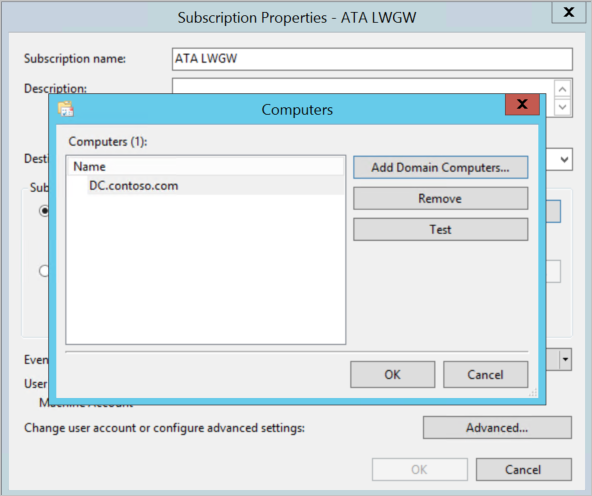 Subscription Properties - ATA LWGW
X
Subscription name:
ATA LWGW
Description:
Computers
X
Computers (1):
Name
DC.contoso.com
Add Domain Computers...
Remove
Test
Desti
Sub
OK
Cancel
Even
User
Machine Account
Change user account or configure advanced settings:
Advanced...
OK
Cancel